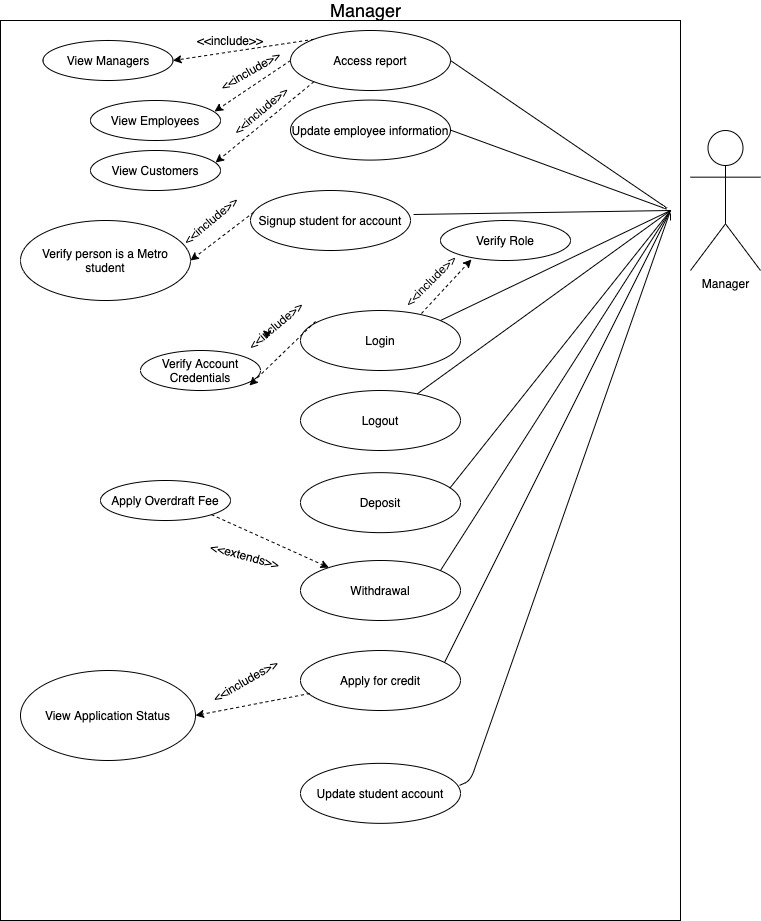 Manager
<<include>>
View Managers
Access report
<<include>>
<<include>>
View Employees
Update employee information
View Customers
<<include>>
Signup student for account
Verify Role
Verify person is a Metro
student
<<include>>
Manager
<<include>>
Login
Verify Account
Credentials
Logout
Apply Overdraft Fee
Deposit
<<extends>>
Withdrawal
<<includes>>
Apply for credit
View Application Status
Update student account